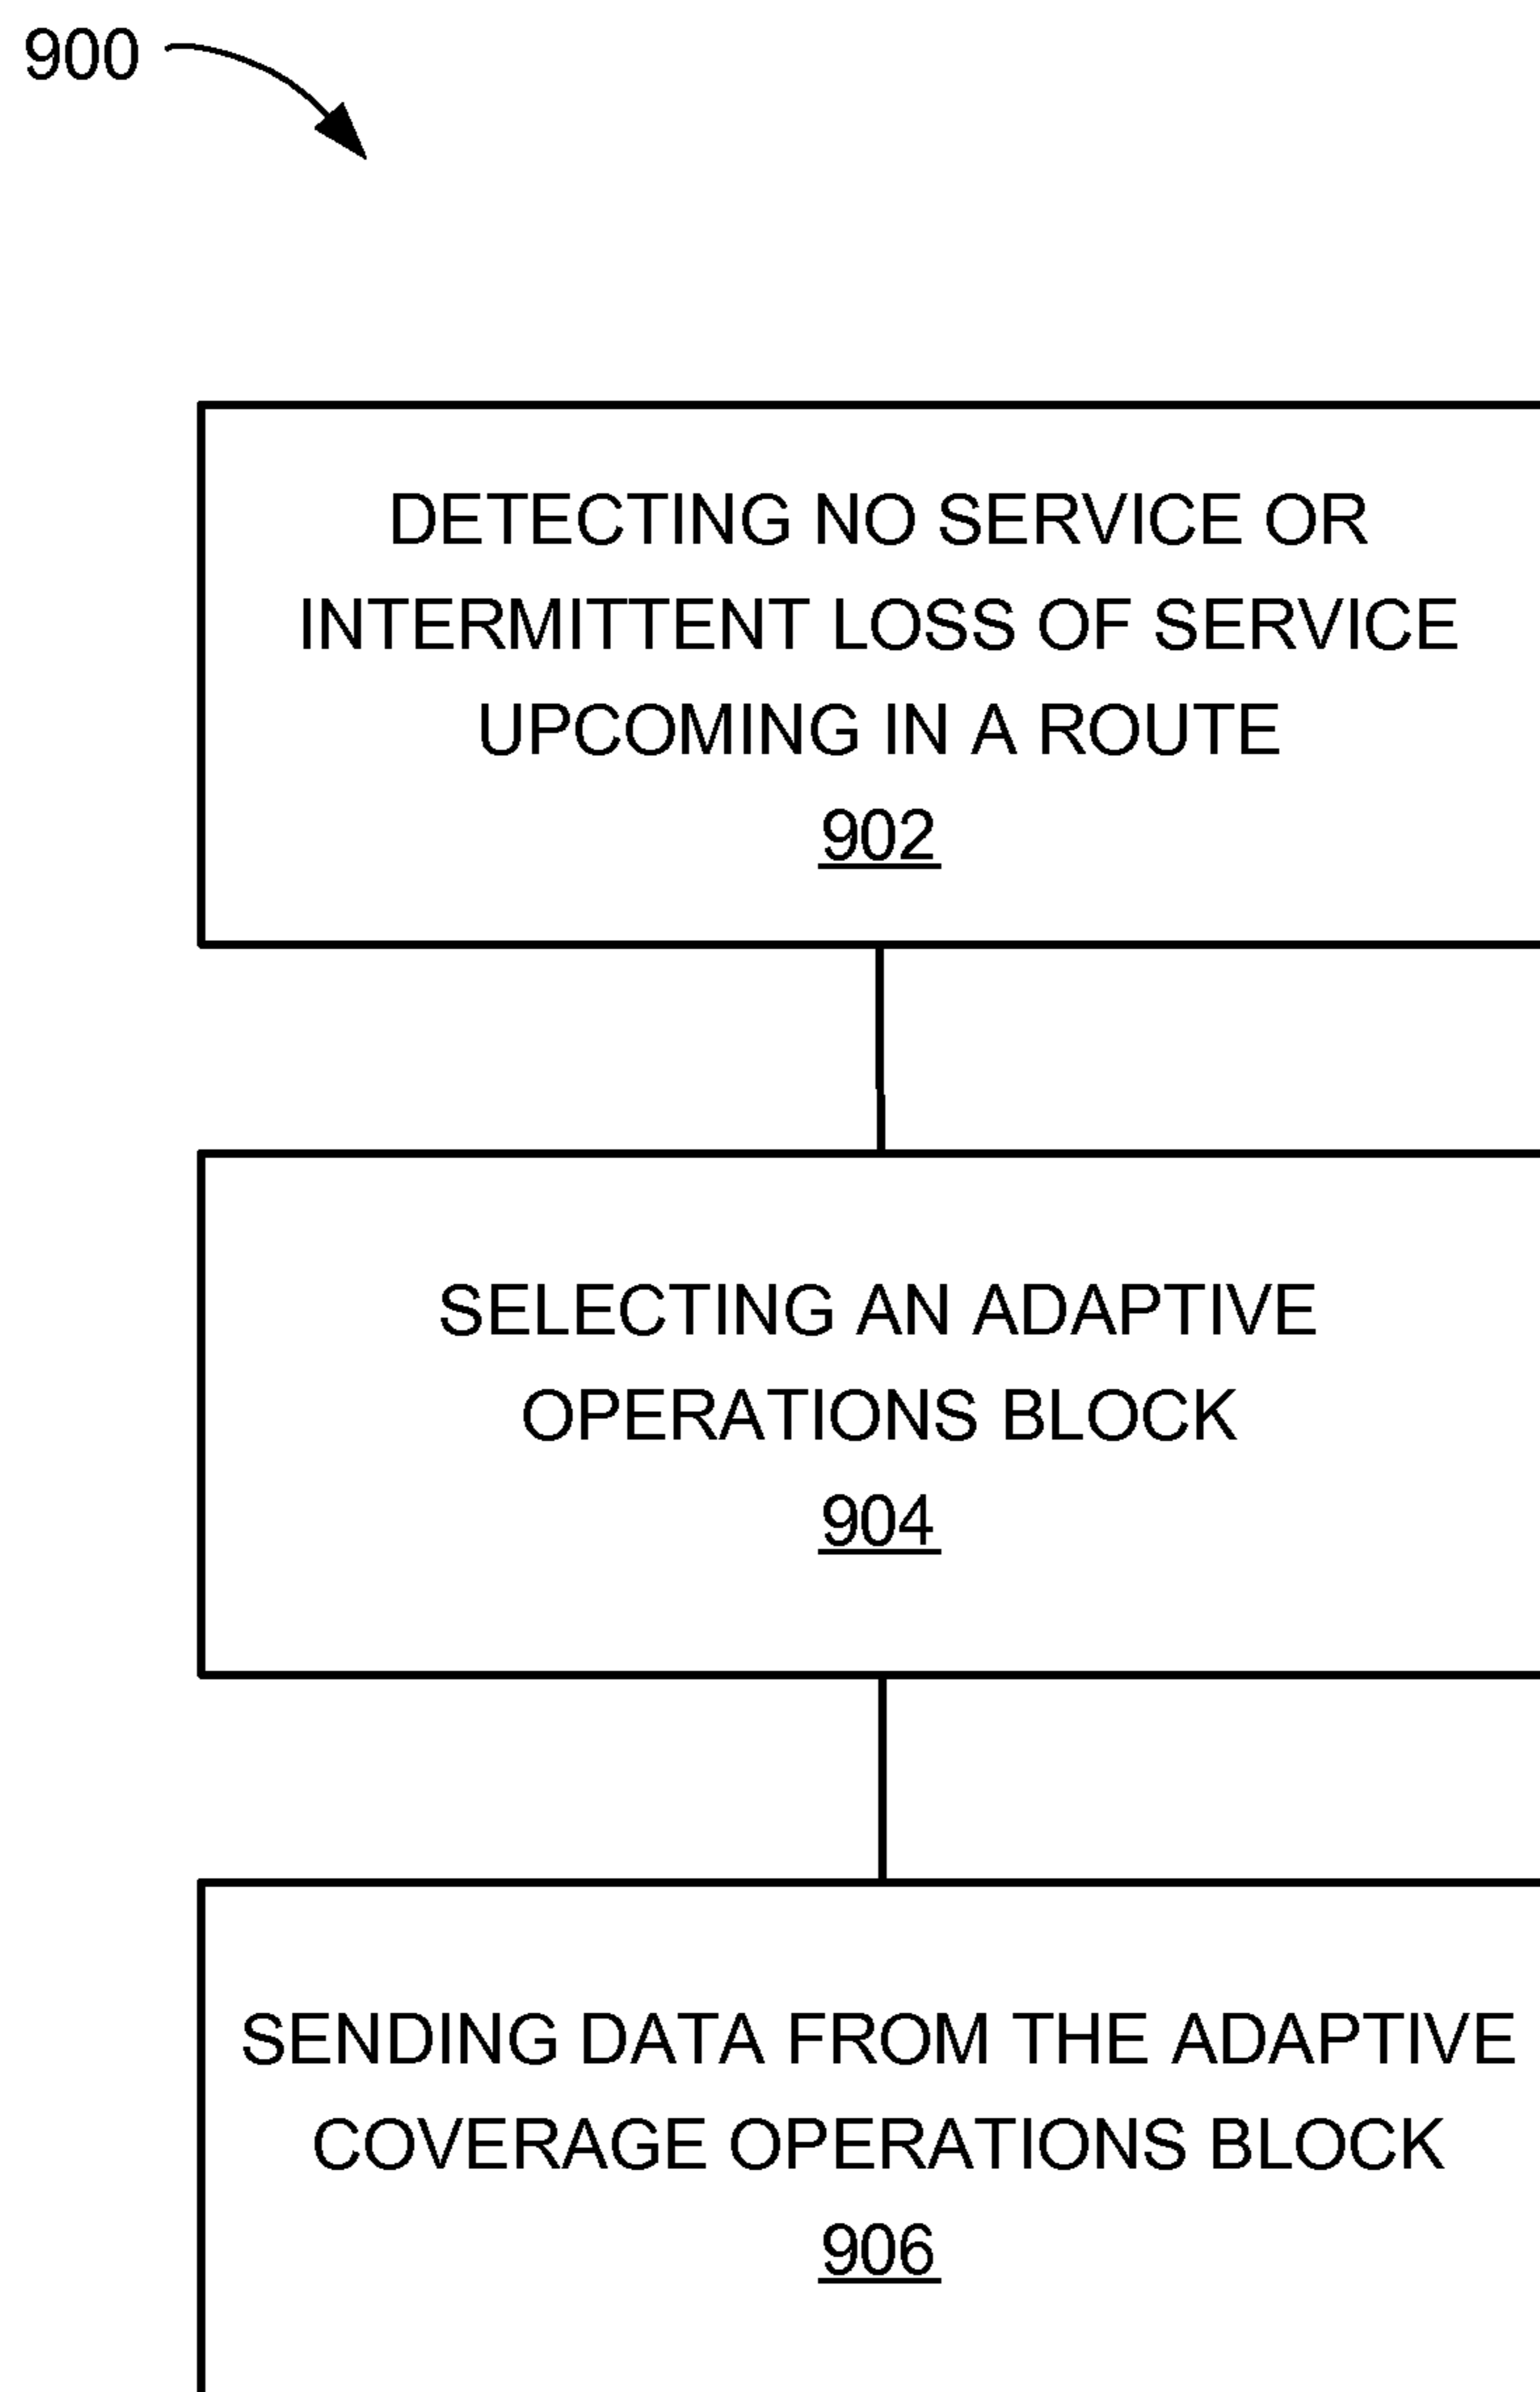 900
DETECTING NO SERVICE OR
INTERMITTENT LOSS OF SERVICE
UPCOMING IN A ROUTE
902
SELECTING AN ADAPTIVE
OPERATIONS BLOCK
904
SENDING DATA FROM THE ADAPTIVE
COVERAGE OPERATIONS BLOCK
906